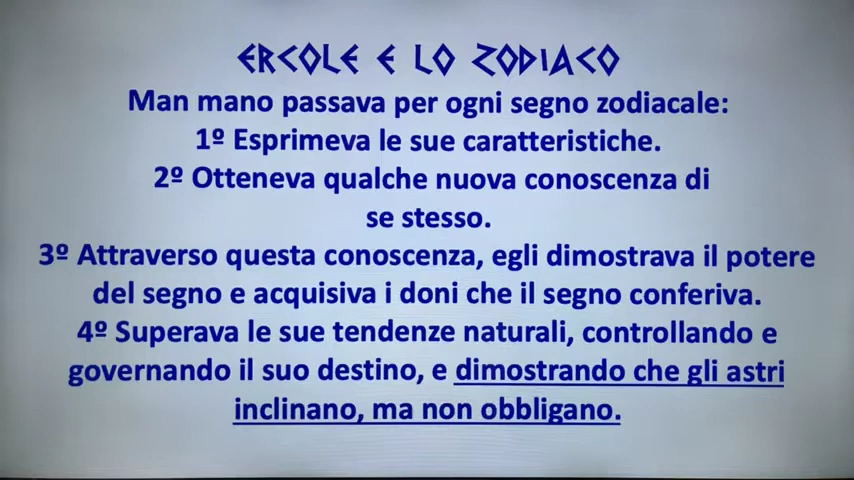 ERCOLE E LO ZODIACO
Man mano passava per ogni segno zodiacale:
1º Esprimeva le sue caratteristiche.
2º Otteneva qualche nuova conoscenza di
se stesso.
3º Attraverso questa conoscenza, egli dimostrava il potere
del segno e acquisiva i doni che il segno conferiva.
4º Superava le sue tendenze naturali, controllando e
governando il suo destino, e dimostrando che gli astri
inclinano, ma non obbligano.